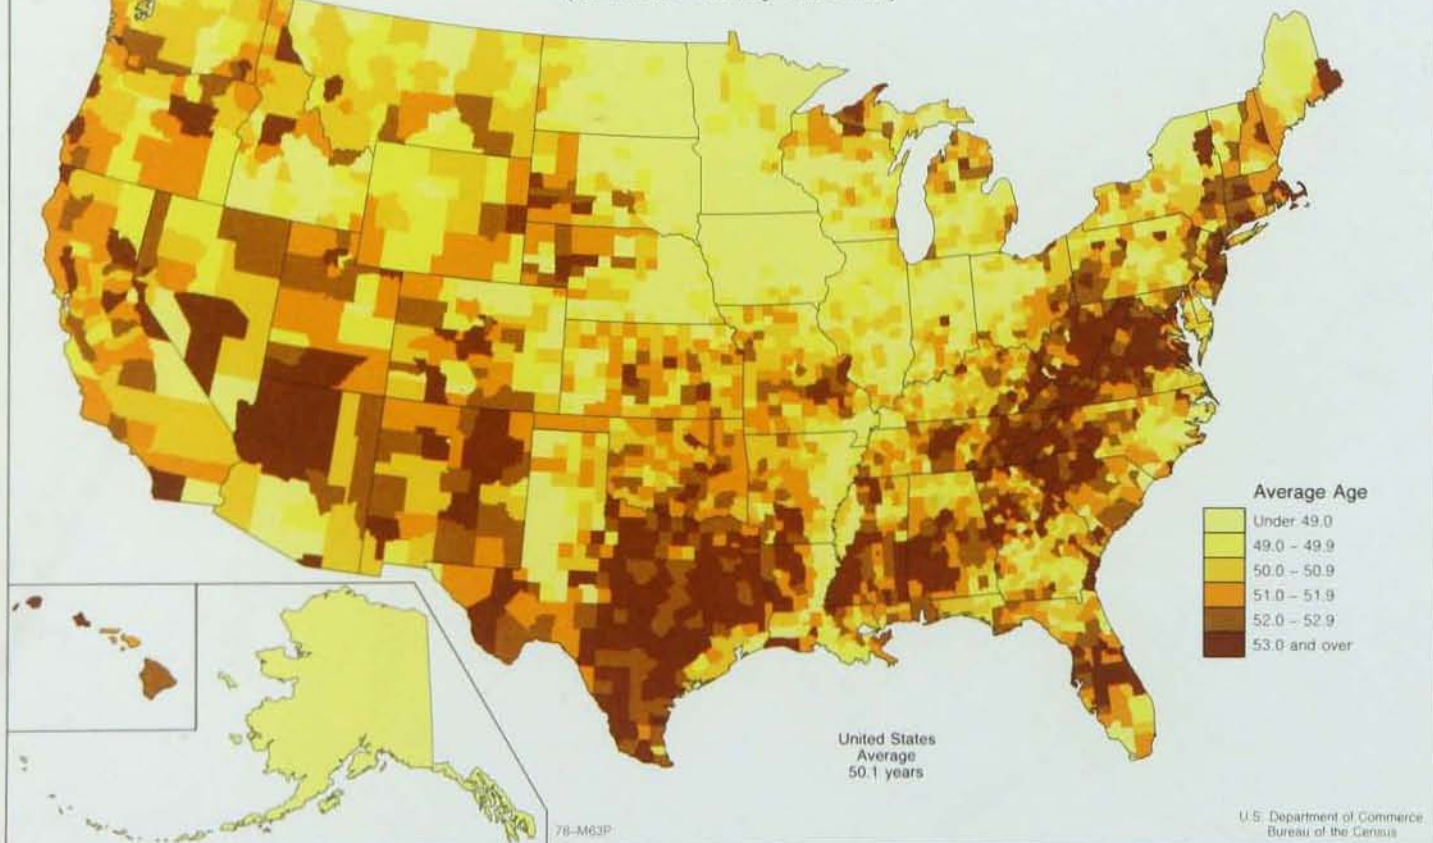 Average Age
Under 49.0
49.0 – 49.9
50.0 – 50.9
51.0 – 51.9
52.0 – 52.9
53.0 and over
United States
Average
50.1 years
78-M63P
U.S. Department of Commerce
Bureau of the Census